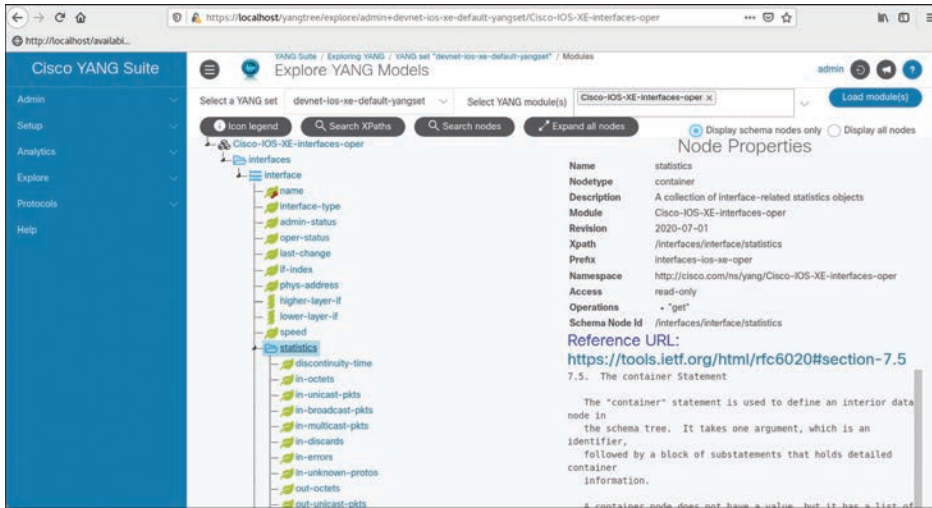 https://localhost/yangtree/explore/admin+devnet-ios-xe-default-yangset/Cisco-IOS-XE-interfaces-oper
http://localhost/availabi...
Cisco YANG Suite
YANG Suite / Exploring YANG / YANG set "devnet-ios-xe-default-yangset" / Modules
Explore YANG Models
admin
Admin
Setup
Analytics
Explore
Protocols
Help
Select a YANG set
devnet-ios-xe-default-yangset
Select YANG module(s)
Cisco-IOS-XE-interfaces-oper ×
Load module(s)
Icon legend
Search XPaths
Search nodes
Expand all nodes
Display schema nodes only
Display all nodes
Cisco-IOS-XE-interfaces-oper
interfaces
interface
name
interface-type
admin-status
oper-status
last-change
if-index
phys-address
higher-layer-if
lower-layer-if
speed
statistics
discontinuity-time
in-octets
in-unicast-pkts
in-broadcast-pkts
in-multicast-pkts
in-discards
in-errors
in-unknown-protos
out-octets
out-unicast-pkts
Node Properties
Name statistics
Nodetype container
Description A collection of interface-related statistics objects
Module Cisco-IOS-XE-interfaces-oper
Revision 2020-07-01
Xpath /interfaces/interface/statistics
Prefix interfaces-ios-xe-oper
Namespace http://cisco.com/ns/yang/Cisco-IOS-XE-interfaces-oper
Access read-only
Operations • "get"
Schema Node Id /interfaces/interface/statistics
Reference URL:
https://tools.ietf.org/html/rfc6020#section-7.5
7.5. The container Statement
The "container" statement is used to define an interior data
node in
the schema tree. It takes one argument, which is an
identifier,
followed by a block of substatements that holds detailed
container
information.
A container node does not have a value, but it has a list of